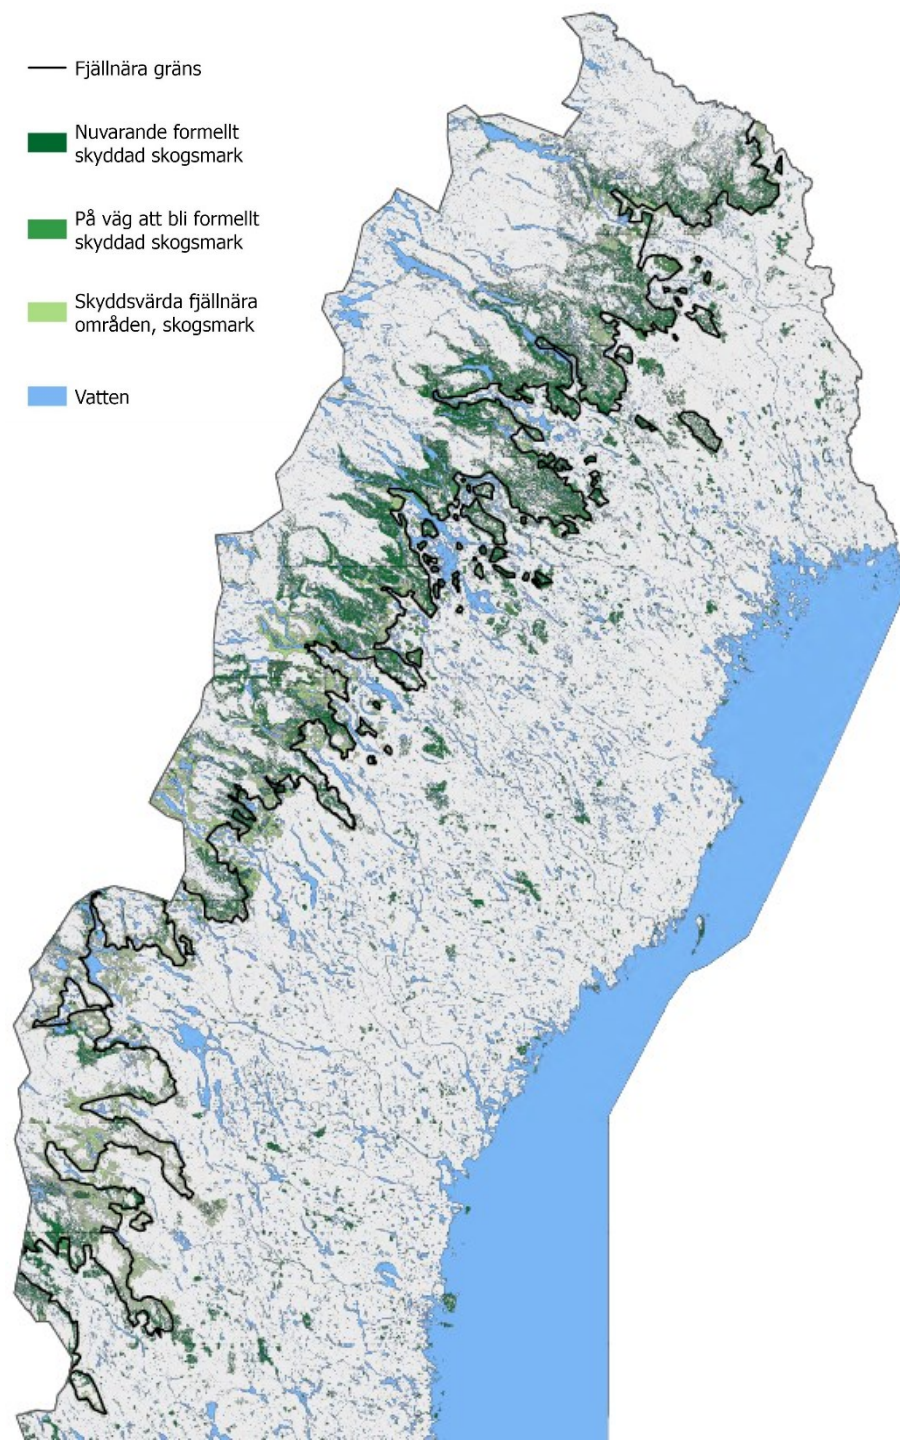 Fjällnära gräns
Nuvarande formellt
skyddad skogsmark
På väg att bli formellt
skyddad skogsmark
Skyddsvärda fjällnära
områden, skogsmark
Vatten